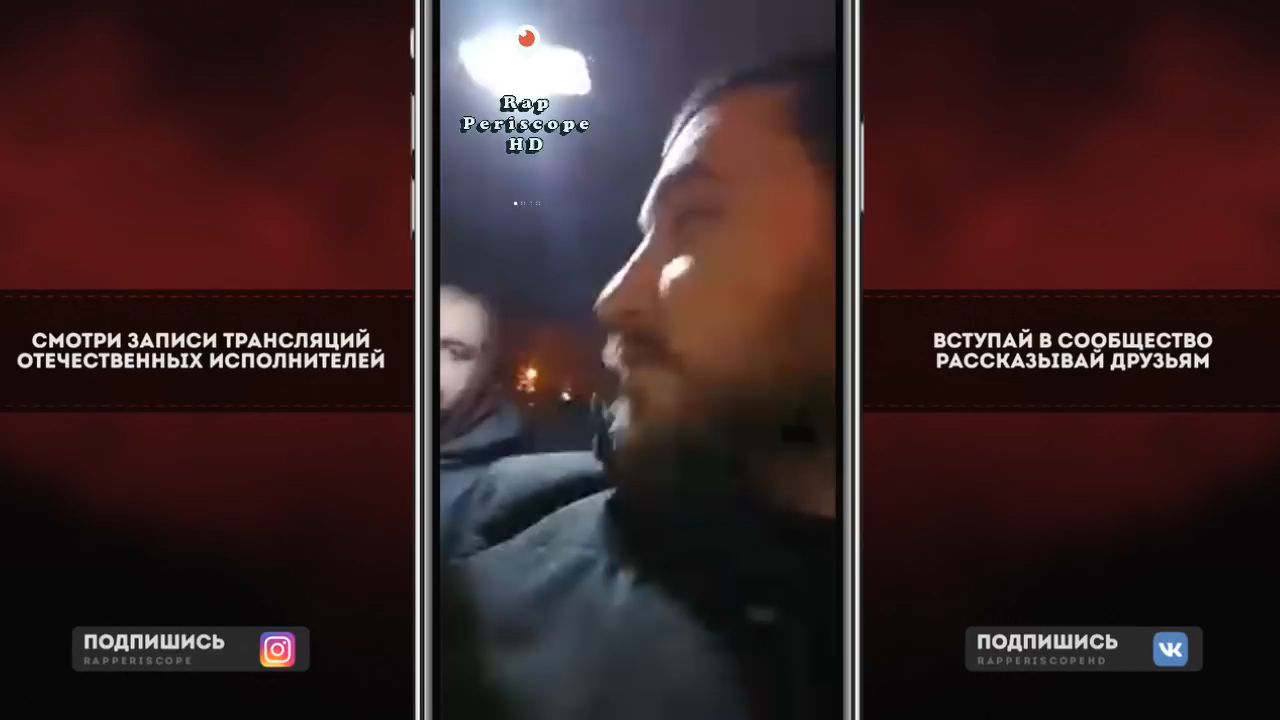 Rap
Periscope
HD
СМОТРИ ЗАПИСИ ТРАНСЛЯЦИЙ
ОТЕЧЕСТВЕННЫХ ИСПОЛНИТЕЛЕЙ
ВСТУПАЙ В СООБЩЕСТВО
РАССКАЗЫВАЙ ДРУЗЬЯМ
ПОДПИШИСЬ
RAPPERISCOPE
ПОДПИШИСЬ
RAPPERISCOPEHD